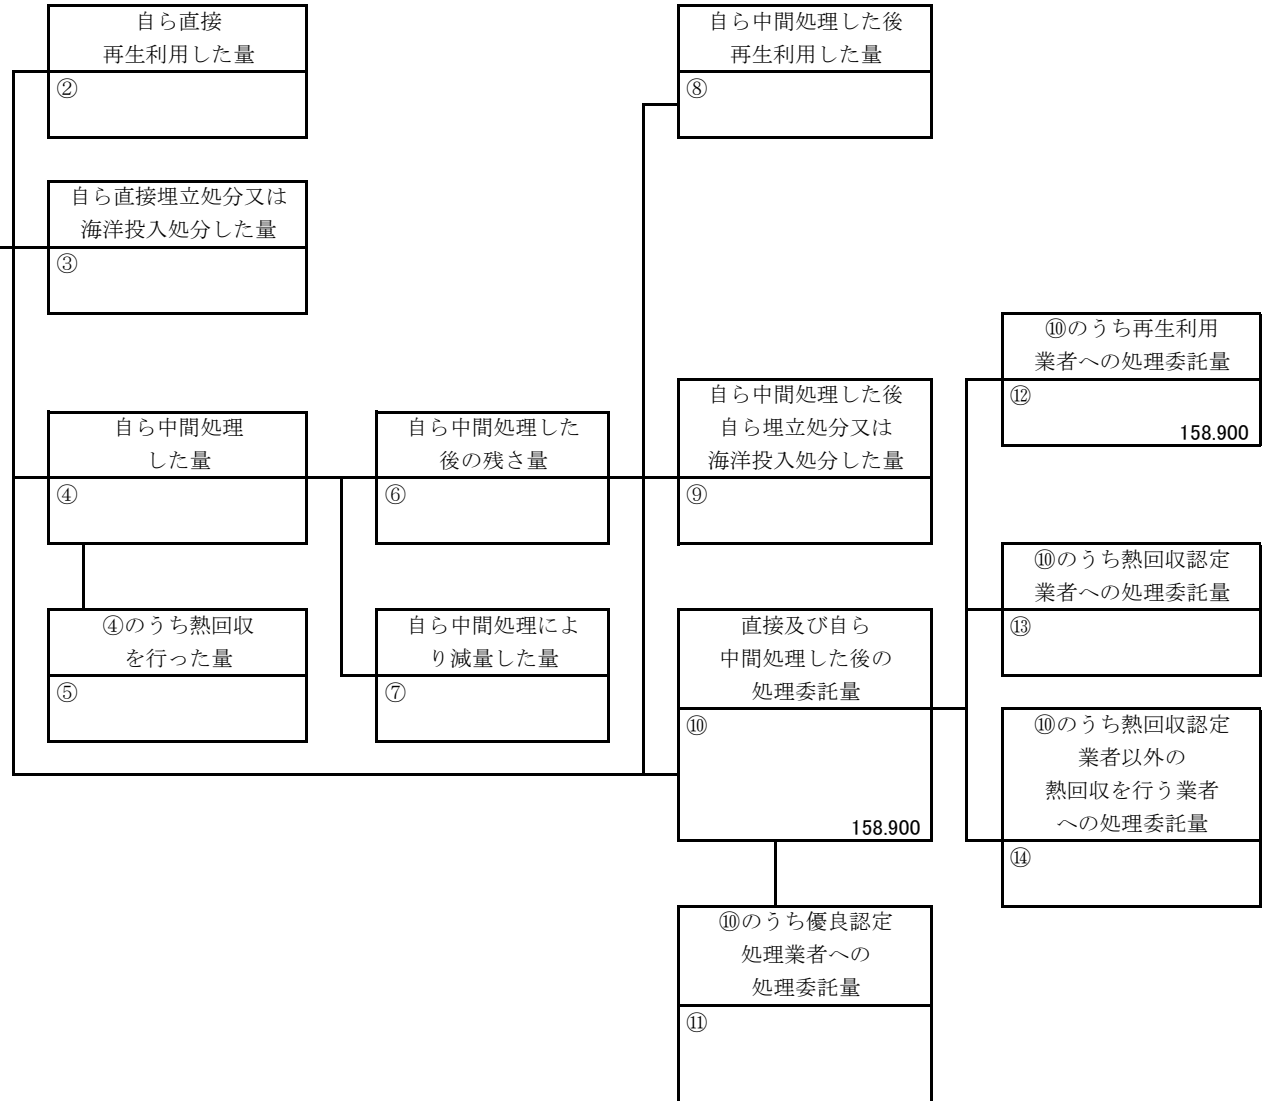 自ら直接
再生利用した量
②
自ら直接埋立処分又は
海洋投入処分した量
③
自ら中間処理
した量
④
④のうち熱回収
を行った量
⑤
自ら中間処理した
後の残さ量
⑥
自ら中間処理によ
り減量した量
⑦
自ら中間処理した後
再生利用した量
⑧
自ら中間処理した後
自ら埋立処分又は
海洋投入処分した量
⑨
直接及び自ら
中間処理した後の
処理委託量
⑩
158.900
⑩のうち優良認定
処理業者への
処理委託量
⑪
⑩のうち再生利用
業者への処理委託量
⑫
158.900
⑩のうち熱回収認定
業者への処理委託量
⑬
⑩のうち熱回収認定
業者以外の
熱回収を行う業者
への処理委託量
⑭